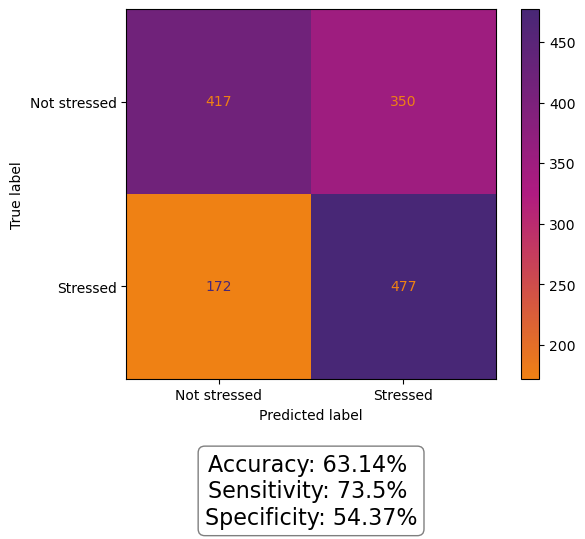 True label
Not stressed
417
350
Stressed
172
477
Not stressed
Stressed
Predicted label
450
400
350
300
250
200
Accuracy: 63.14%
Sensitivity: 73.5%
Specificity: 54.37%